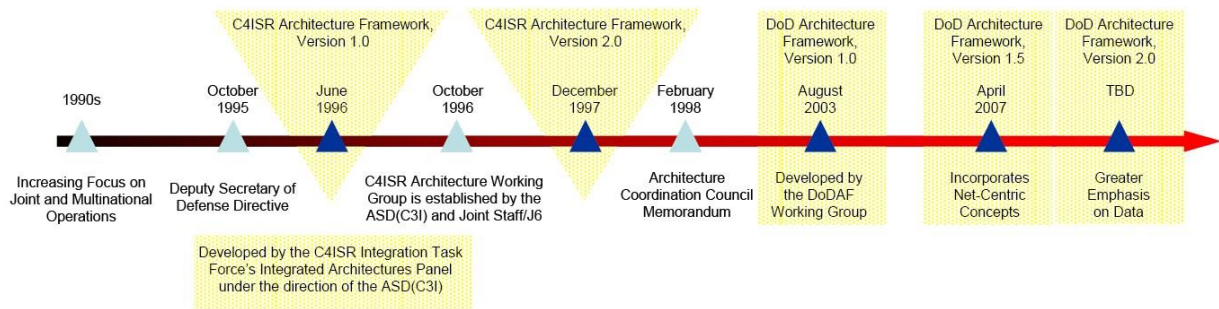 C4ISR Architecture Framework,
Version 1.0
C4ISR Architecture Framework,
Version 2.0
DoD Architecture
Framework,
Version 1.0
DoD Architecture
Framework,
Version 1.5
DoD Architecture
Framework,
Version 2.0
1990s
October
1995
June
1996
October
1996
December
1997
February
1998
August
2003
April
2007
TBD
Increasing Focus on
Joint and Multinational
Operations
Deputy Secretary of
Defense Directive
C4ISR Architecture Working
Group is established by the
ASD(C3I) and Joint Staff/J6
Architecture
Coordination Council
Memorandum
Developed by
the DoDAF
Working Group
Incorporates
Net-Centric
Concepts
Greater
Emphasis
on Data
Developed by the C4ISR Integration Task
Force's Integrated Architectures Panel
under the direction of the ASD(C3I)